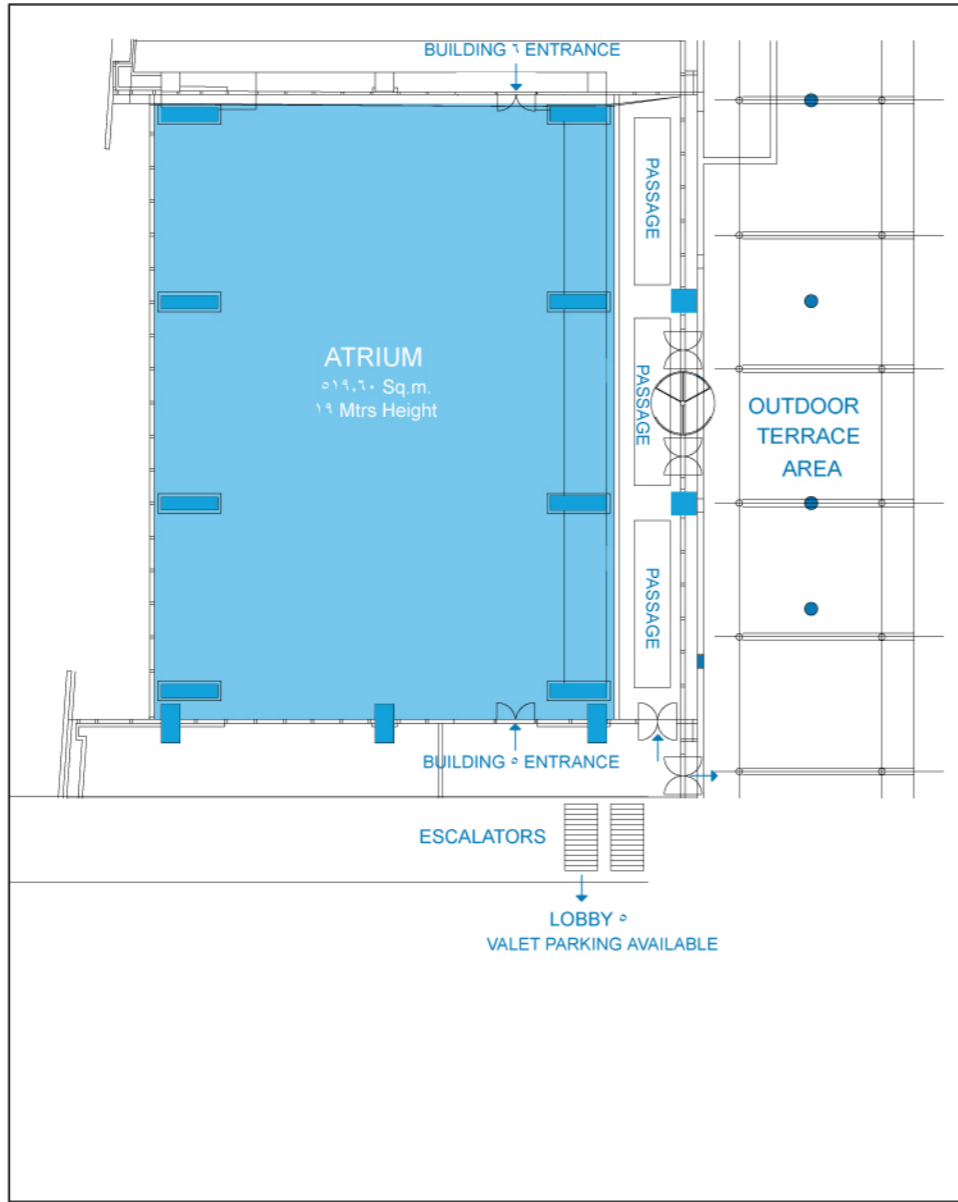 BUILDING ٦ ENTRANCE
PASSAGE
ATRIUM
٥١٩,٦٠ Sq.m.
١٩ Mtrs Height
PASSAGE
OUTDOOR
TERRACE
AREA
PASSAGE
BUILDING ٥ ENTRANCE
ESCALATORS
LOBBY ٥
VALET PARKING AVAILABLE